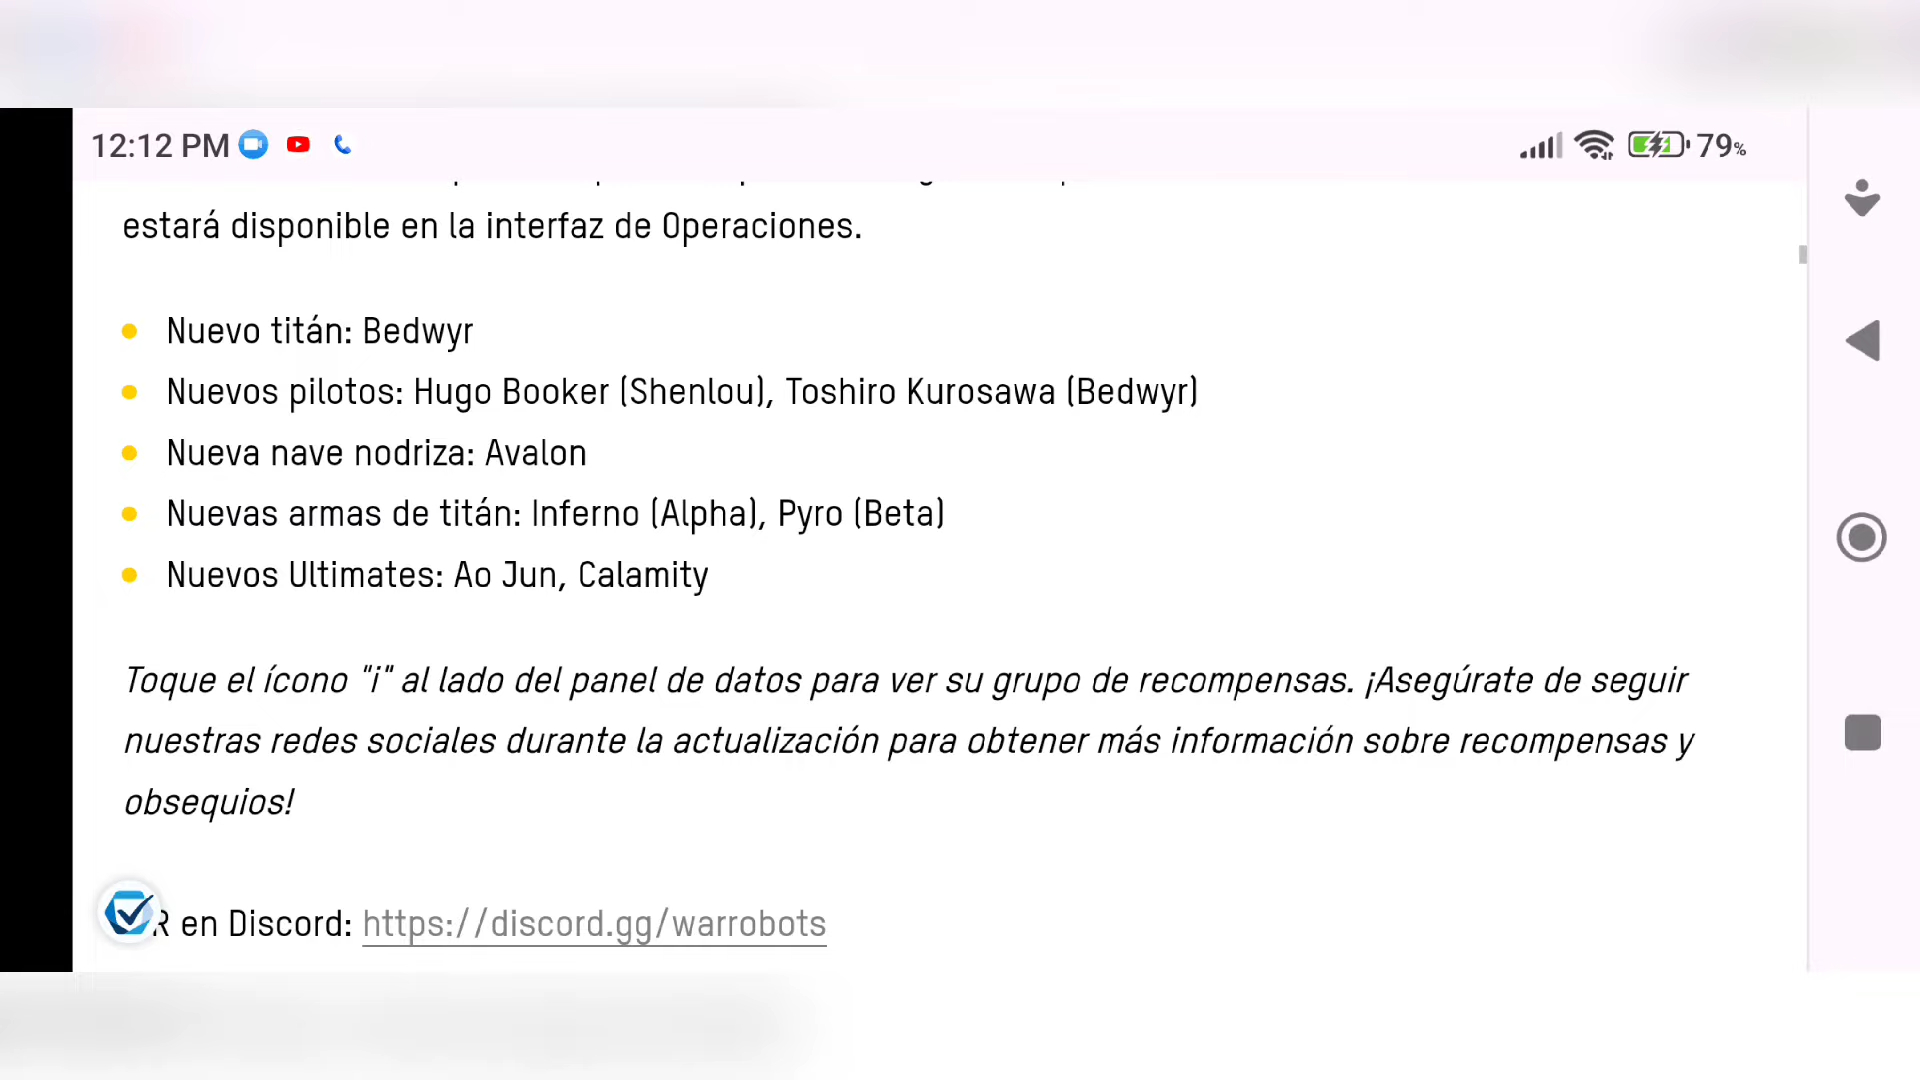 12:12 PM 79%
estará disponible en la interfaz de Operaciones.
Nuevo titán: Bedwyr
Nuevos pilotos: Hugo Booker (Shenlou), Toshiro Kurosawa (Bedwyr)
Nueva nave nodriza: Avalon
Nuevas armas de titán: Inferno (Alpha), Pyro (Beta)
Nuevos Ultimates: Ao Jun, Calamity
Toque el ícono "i" al lado del panel de datos para ver su grupo de recompensas. ¡Asegúrate de seguir
nuestras redes sociales durante la actualización para obtener más información sobre recompensas y
obsequios!
R en Discord: https://discord.gg/warrobots